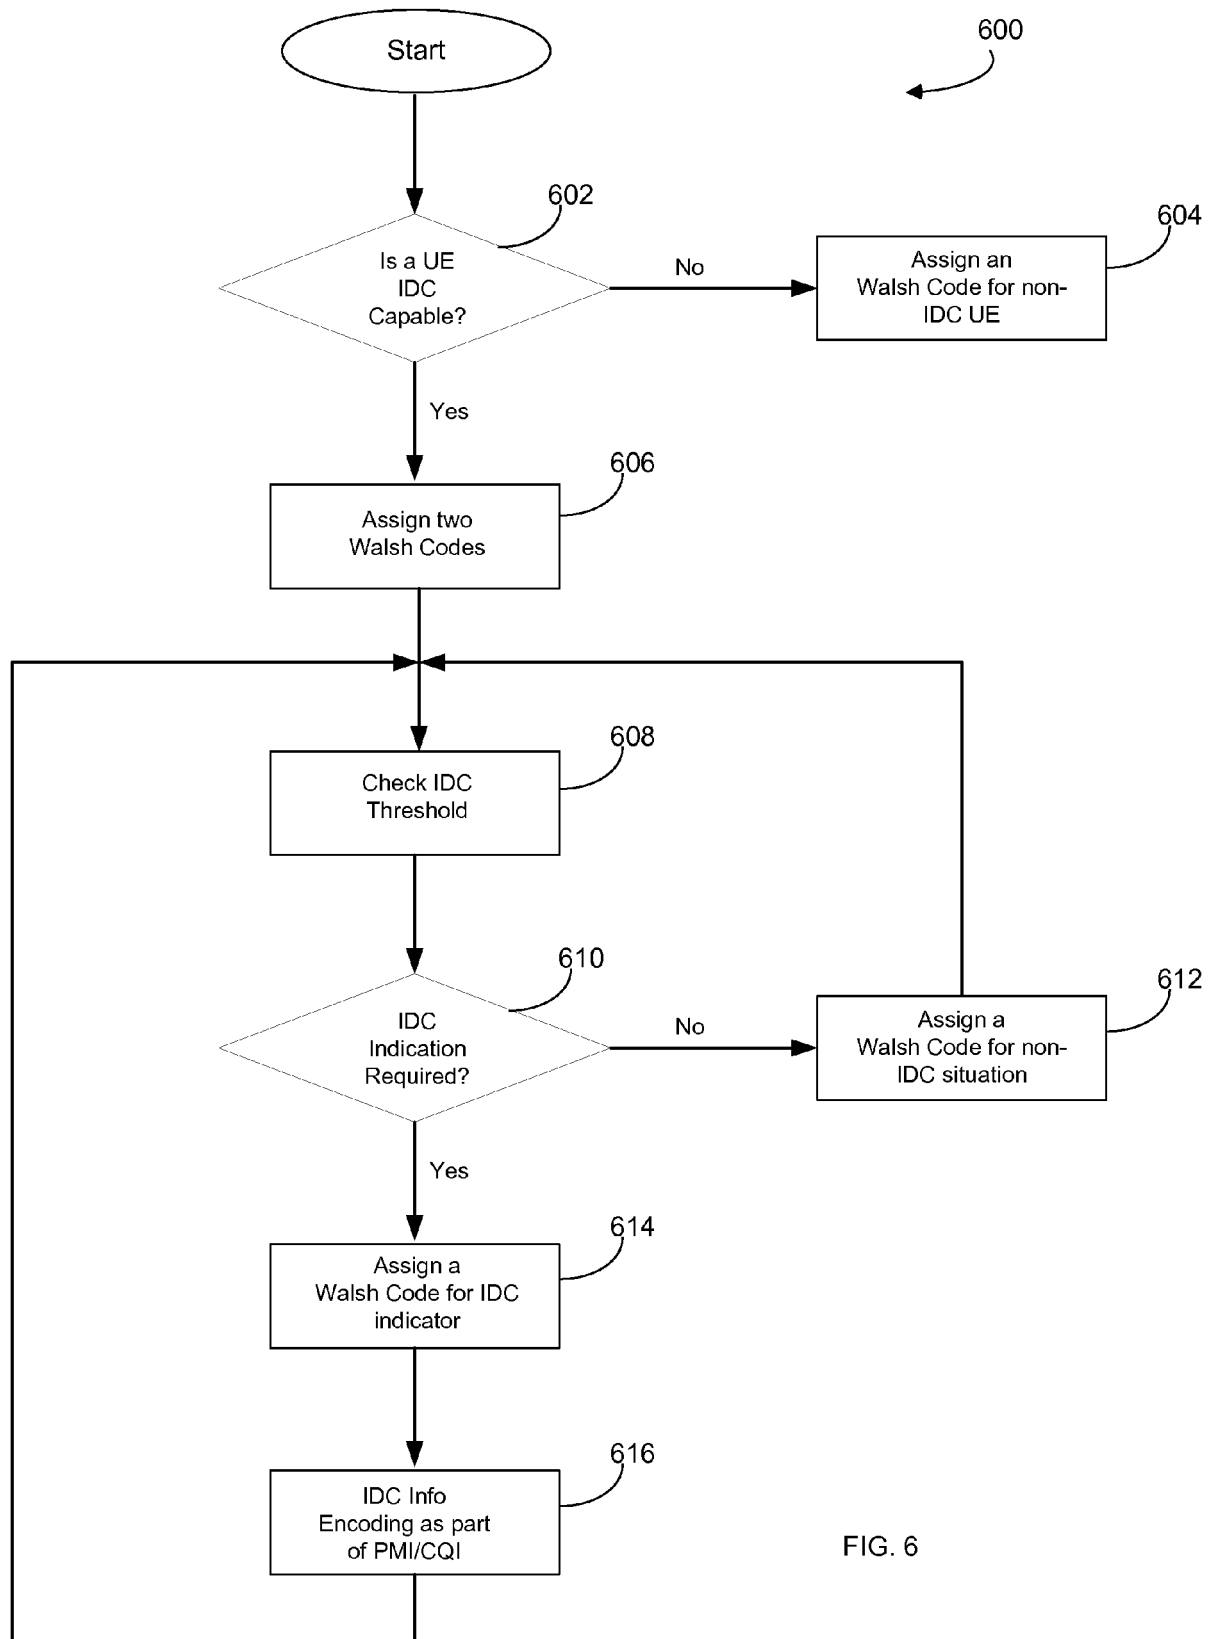 Start
600
602
Is a UE
IDC
Capable?
No
604
Assign an
Walsh Code for non-
IDC UE
Yes
606
Assign two
Walsh Codes
608
Check IDC
Threshold
610
IDC
Indication
Required?
No
612
Assign a
Walsh Code for non-
IDC situation
Yes
614
Assign a
Walsh Code for IDC
indicator
616
IDC Info
Encoding as part
of PMI/CQI
FIG. 6